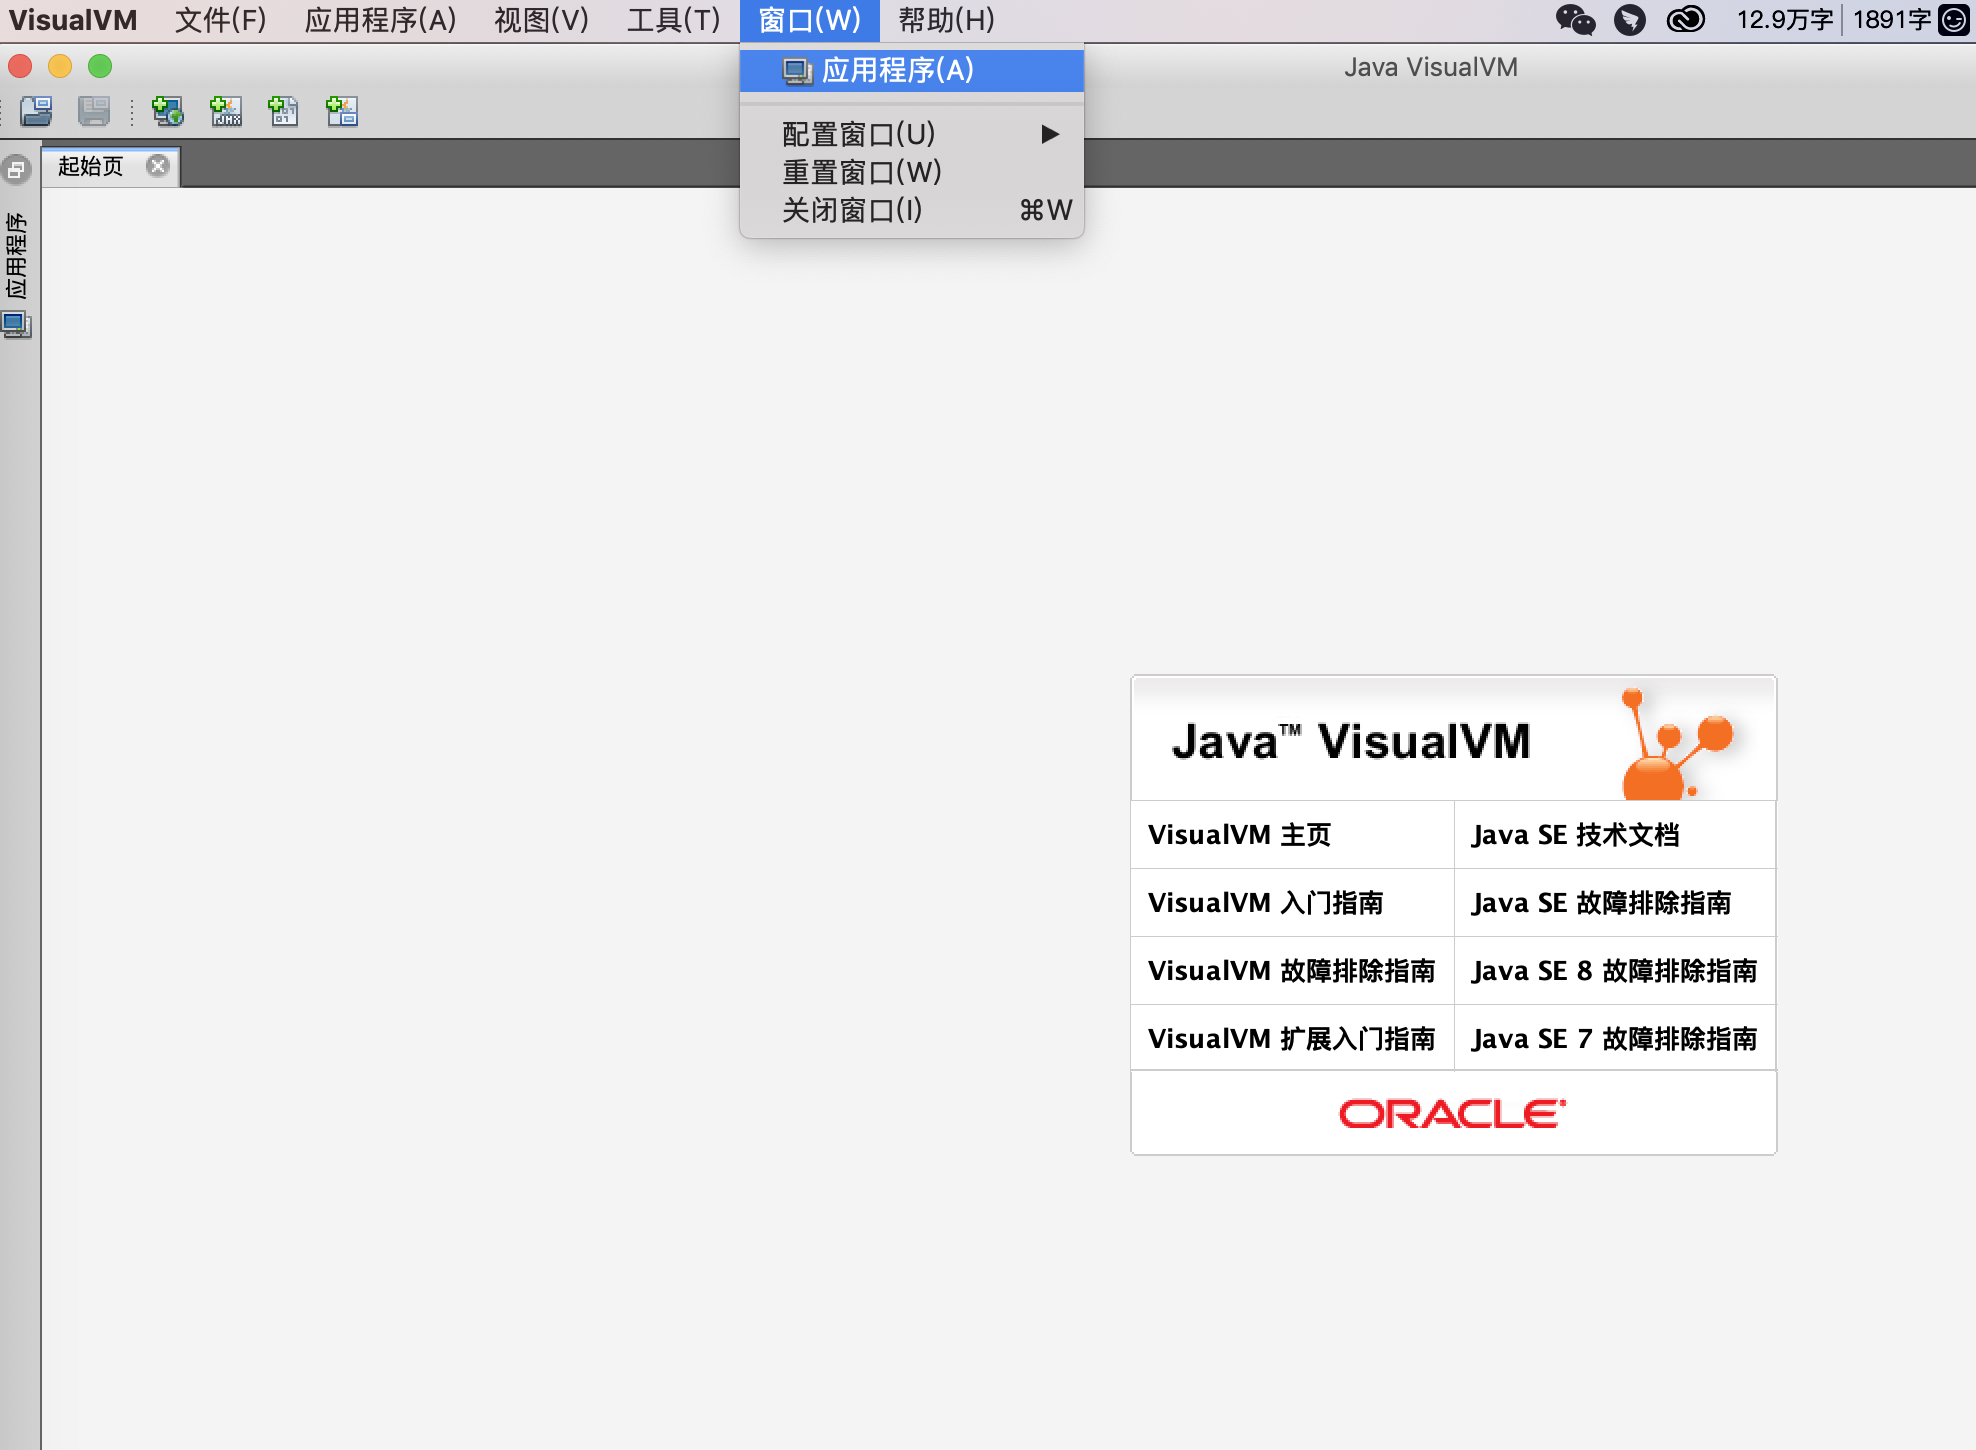 VisualVM 文件(F) 应用程序(A) 视图(V) 工具(T) 窗口(W) 帮助(H) 12.9万字 1891字
应用程序(A)
Java VisualVM
配置窗口(U) ▶
重置窗口(W)
关闭窗口(I) ⌘W
起始页
应用程序
Java™ VisualVM
VisualVM 主页 Java SE 技术文档
VisualVM 入门指南 Java SE 故障排除指南
VisualVM 故障排除指南 Java SE 8 故障排除指南
VisualVM 扩展入门指南 Java SE 7 故障排除指南
ORACLE